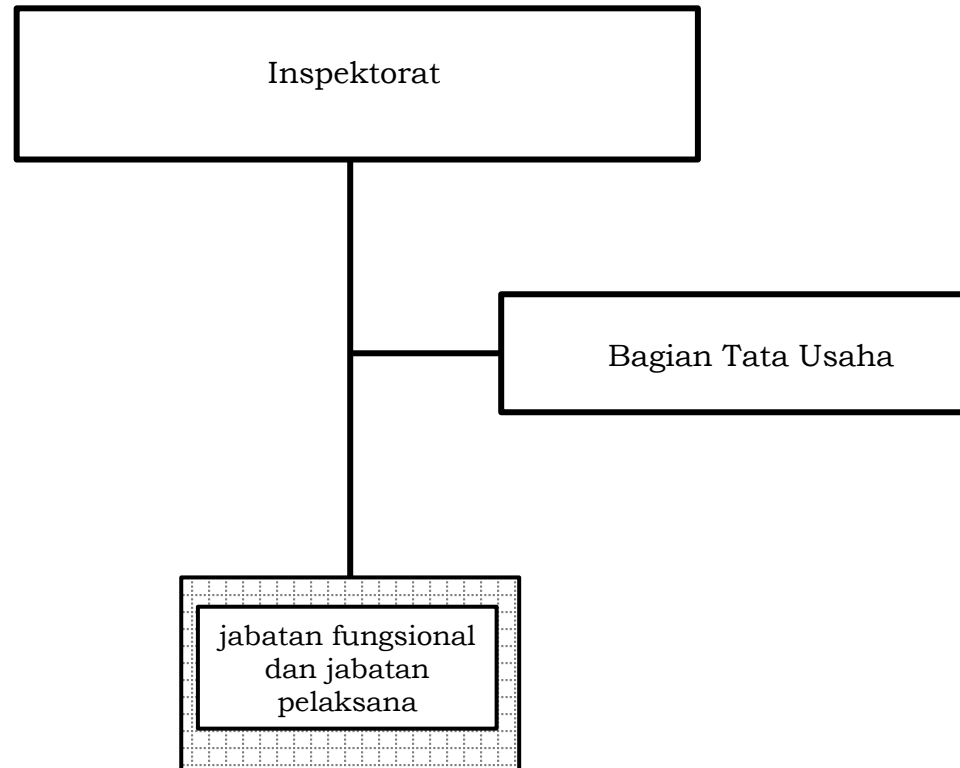 Inspektorat
Bagian Tata Usaha
jabatan fungsional
dan jabatan
pelaksana